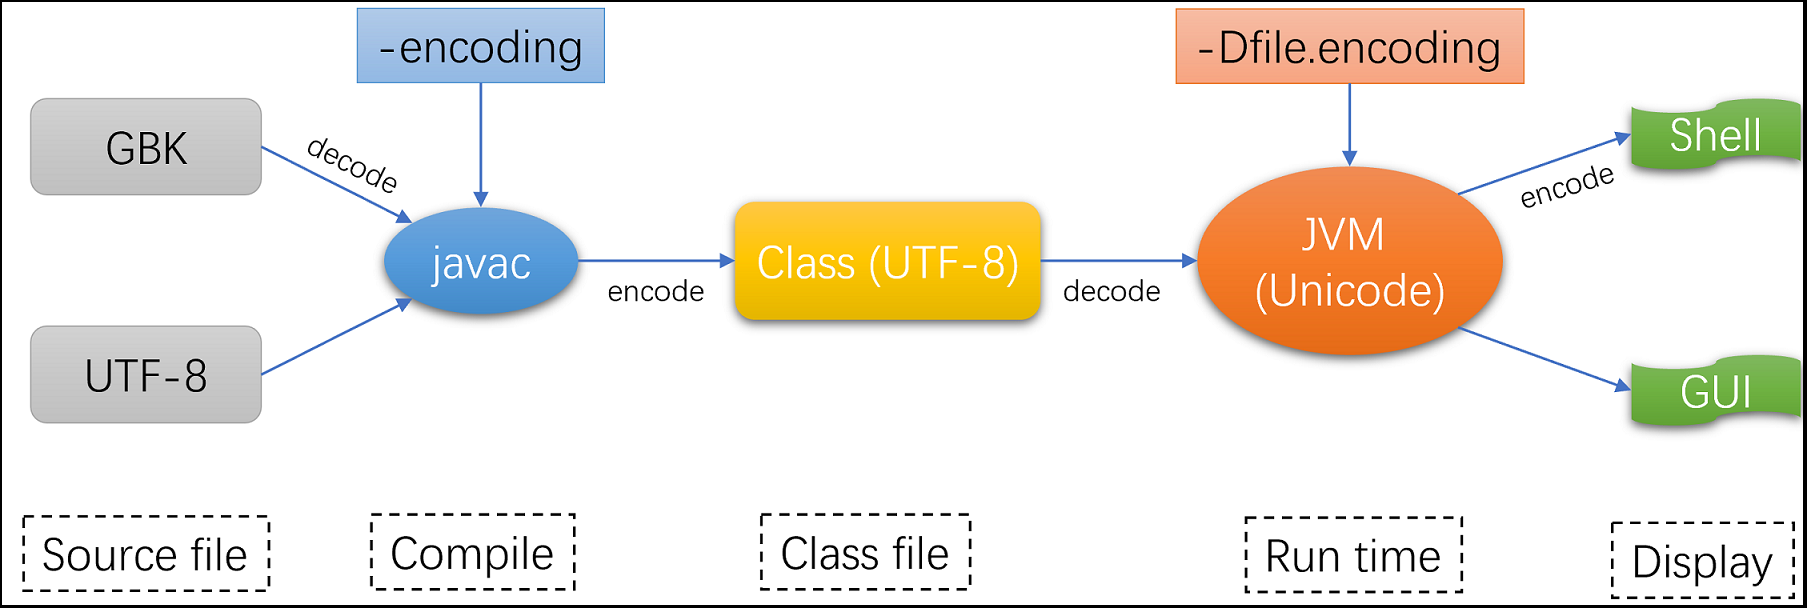 -encoding
-Dfile.encoding
GBK
decode
Shell
encode
javac
encode
Class (UTF-8)
decode
JVM
(Unicode)
UTF-8
GUI
Source file
Compile
Class file
Run time
Display